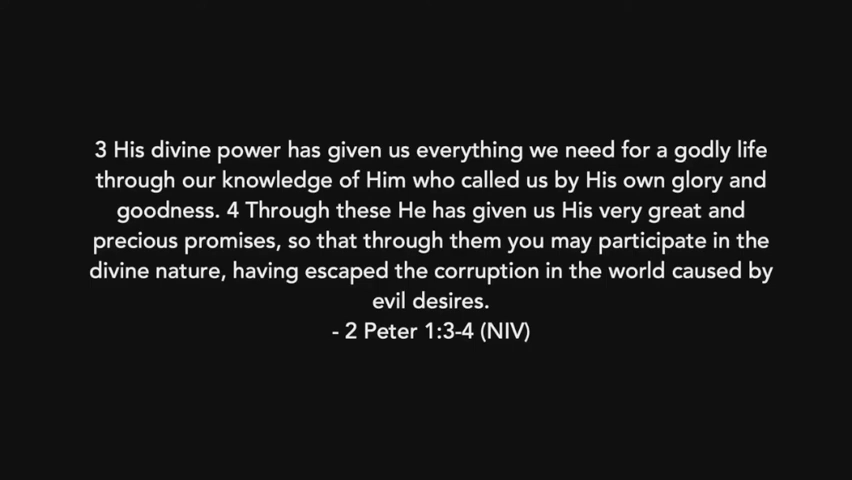 3 His divine power has given us everything we need for a godly life
through our knowledge of Him who called us by His own glory and
goodness. 4 Through these He has given us His very great and
precious promises, so that through them you may participate in the
divine nature, having escaped the corruption in the world caused by
evil desires.
- 2 Peter 1:3-4 (NIV)